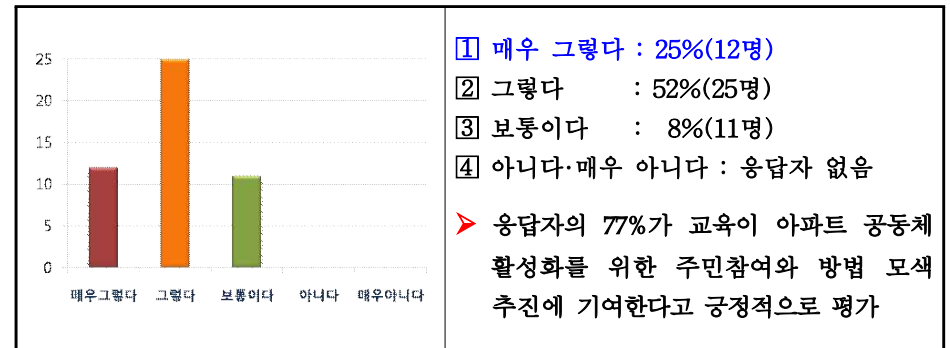 25
20
15
10
5
0
매우그렇다 그렇다 보통이다 아니다 매우아니다
1 매우 그렇다 : 25%(12명)
2 그렇다 : 52%(25명)
3 보통이다 : 8%(11명)
4 아니다·매우 아니다 : 응답자 없음
➢ 응답자의 77%가 교육이 아파트 공동체
활성화를 위한 주민참여와 방법 모색
추진에 기여한다고 긍정적으로 평가